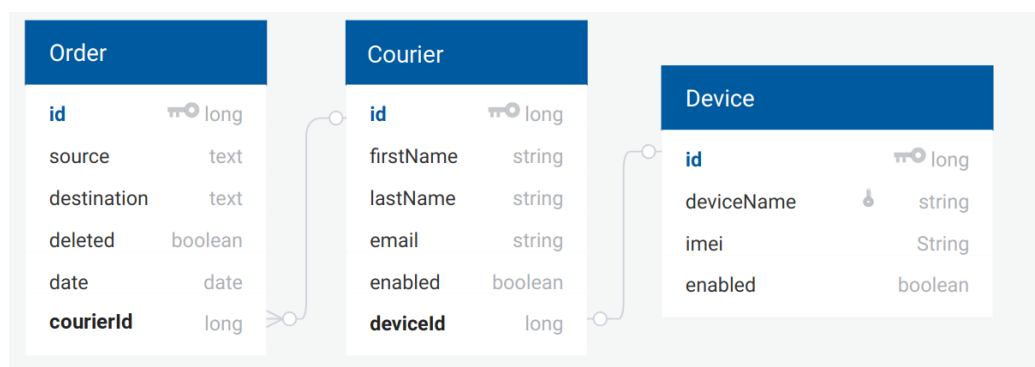 Order
id long
source text
destination text
deleted boolean
date date
courierId long
Courier
id long
firstName string
lastName string
email string
enabled boolean
deviceId long
Device
id long
deviceName string
imei String
enabled boolean